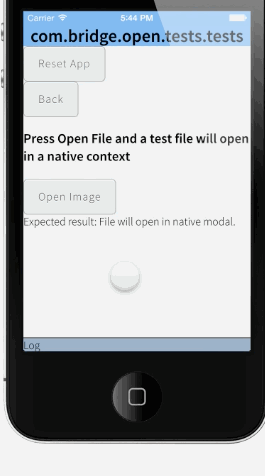 Carrier 5:44 PM
com.bridge.open.tests.tests
Reset App
Back
Press Open File and a test file will open
in a native context
Open Image
Expected result: File will open in native modal.
Log